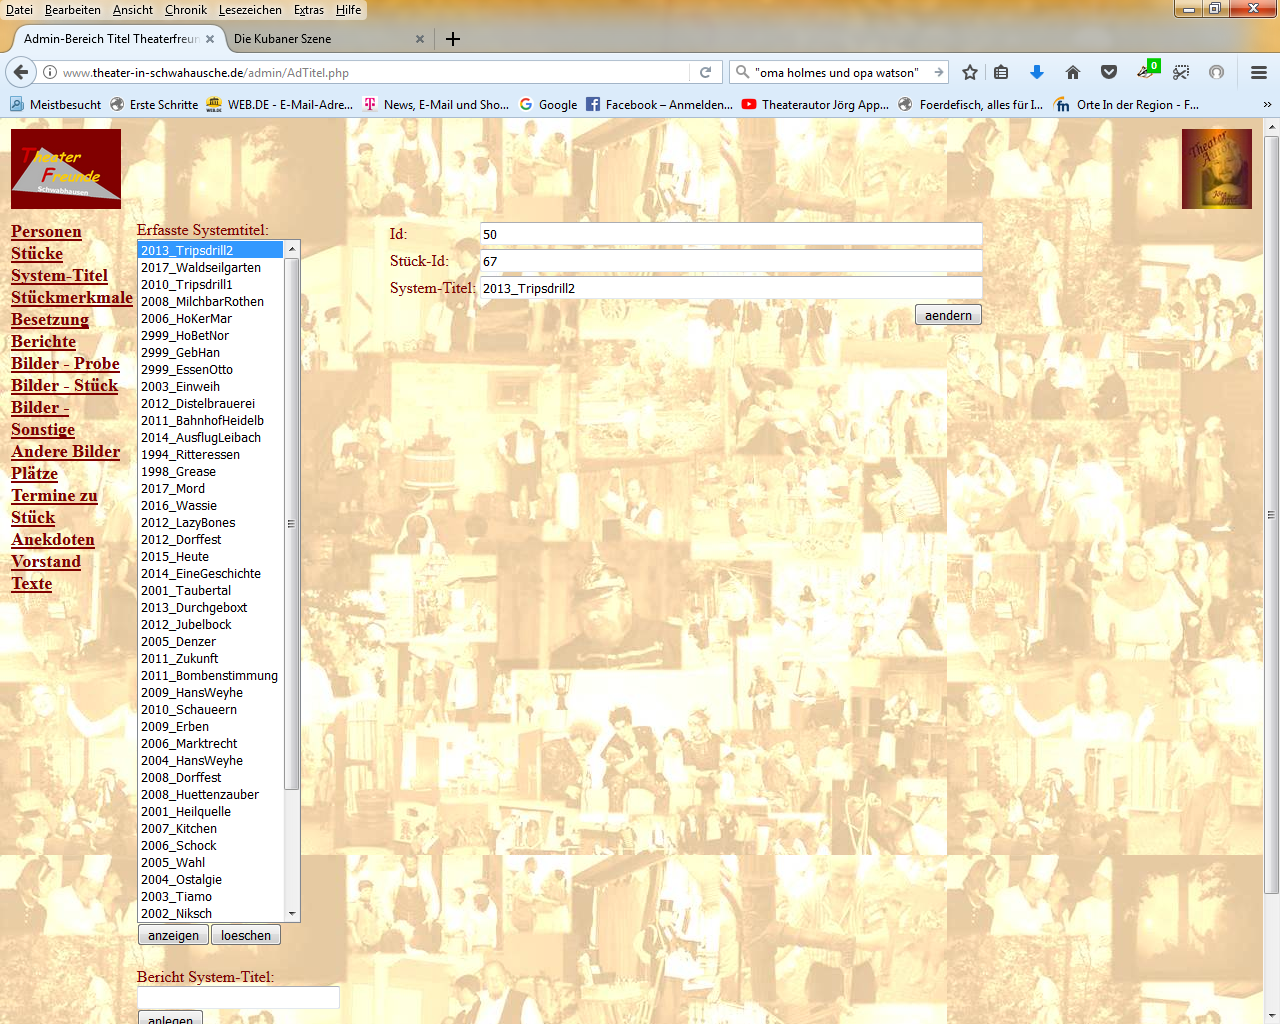 Datei Bearbeiten Ansicht Chronik Lesezeichen Extras Hilfe
Admin-Bereich Titel Theaterfreun Die Kubaner Szene
www.theater-in-schwahausche.de/admin/AdTitel.php "oma holmes und opa watson" 0
Meistbesucht Erste Schritte WEB.DE - E-Mail-Adre... News, E-Mail und Sho... Google Facebook – Anmelden... Theaterautor Jörg App... Foerdefisch, alles für I... Orte In der Region - F... »
Theater
Freunde
Schwabhausen
Theater
Personen
Stücke
System-Titel
Stückmerkmale
Besetzung
Berichte
Bilder - Probe
Bilder - Stück
Bilder -
Sonstige
Andere Bilder
Plätze
Termine zu
Stück
Anekdoten
Vorstand
Texte
Erfasste Systemtitel:
2013_Tripsdrill2
2017_Waldseilgarten
2010_Tripsdrill1
2008_MilchbarRothen
2006_HoKerMar
2999_HoBetNor
2999_GebHan
2999_EssenOtto
2003_Einweih
2012_Distelbrauerei
2011_BahnhofHeidelb
2014_AusflugLeibach
1994_Ritteressen
1998_Grease
2017_Mord
2016_Wassie
2012_LazyBones
2012_Dorffest
2015_Heute
2014_EineGeschichte
2001_Taubertal
2013_Durchgeboxt
2012_Jubelbock
2005_Denzer
2011_Zukunft
2011_Bombenstimmung
2009_HansWeyhe
2010_Schaueern
2009_Erben
2006_Marktrecht
2004_HansWeyhe
2008_Dorffest
2008_Huettenzauber
2001_Heilquelle
2007_Kitchen
2006_Schock
2005_Wahl
2004_Ostalgie
2003_Tiamo
2002_Niksch
anzeigen loeschen
Bericht System-Titel:
anlegen
Id: 50
Stück-Id: 67
System-Titel: 2013_Tripsdrill2
aendern